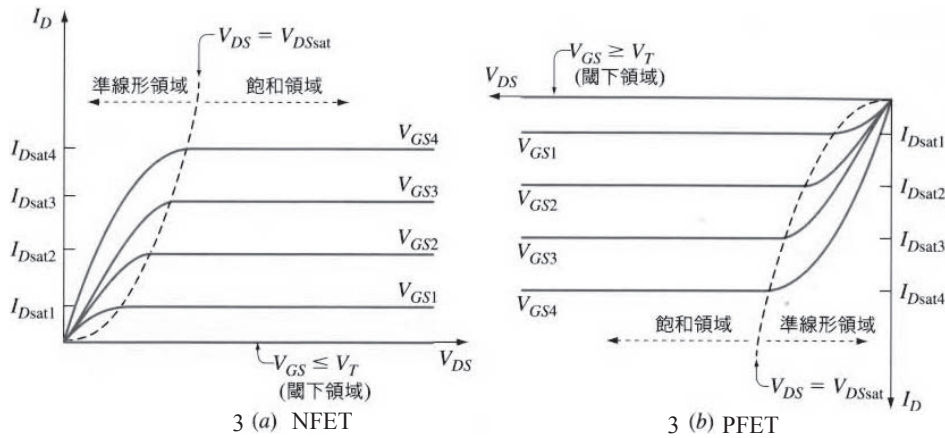 I_D
V_DS = V_DSsat
準線形領域
飽和領域
V_GS4
I_Dsat4
V_GS3
I_Dsat3
V_GS2
I_Dsat2
V_GS1
I_Dsat1
V_DS
V_GS ≤ V_T
(閾下領域)
3 (a) NFET
V_GS ≥ V_T
(閾下領域)
V_DS
V_GS1
I_Dsat1
V_GS2
I_Dsat2
V_GS3
I_Dsat3
V_GS4
I_Dsat4
飽和領域
準線形領域
V_DS = V_DSsat
I_D
3 (b) PFET